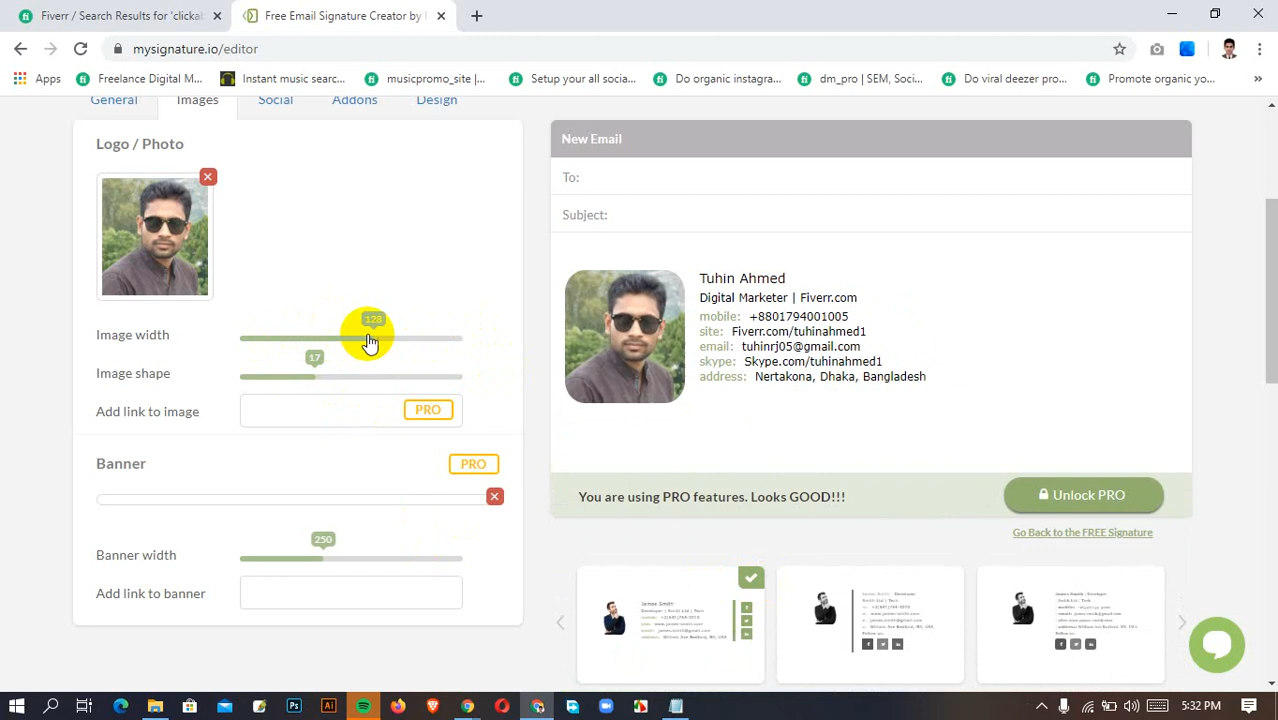 Fiverr / Search Results for 'clickab
Free Email Signature Creator by
mysignature.io/editor
Apps
Freelance Digital M...
Instant music searc...
musicpromo_site |...
Setup your all socia...
Do organic instagra...
dm_pro | SEM, Soci...
Do viral deezer pro...
Promote organic yo...
General
Images
Social
Addons
Design
Logo / Photo
Image width
128
Image shape
17
Add link to image
PRO
Banner
PRO
Banner width
250
Add link to banner
New Email
To:
Subject:
Tuhin Ahmed
Digital Marketer | Fiverr.com
mobile: +8801794001005
site: Fiverr.com/tuhinahmed1
email: tuhinrj05@gmail.com
skype: Skype.com/tuhinahmed1
address: Nertakona, Dhaka, Bangladesh
You are using PRO features. Looks GOOD!!!
Unlock PRO
Go Back to the FREE Signature
5:32 PM